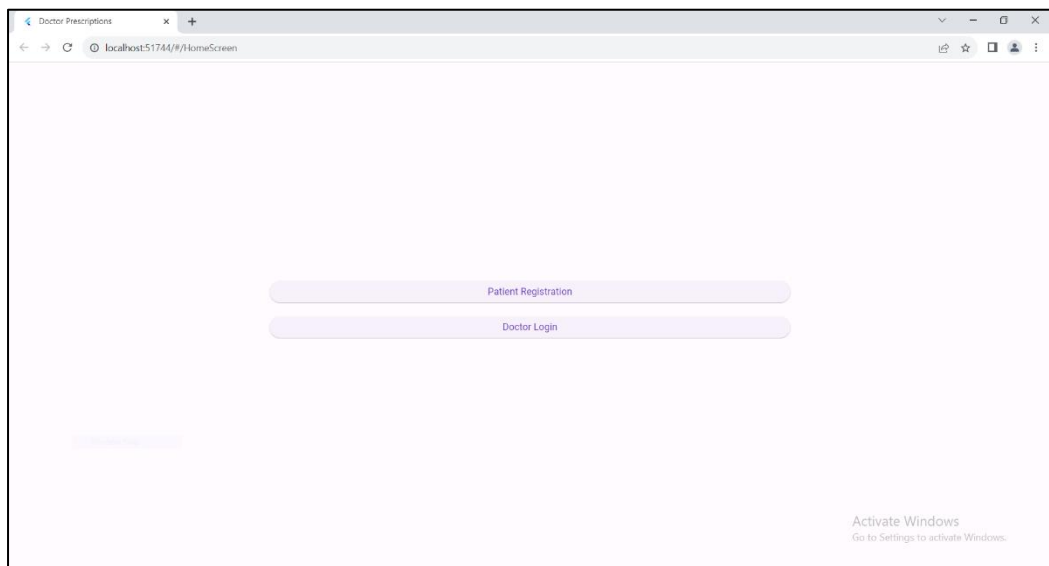 Doctor Prescriptions
localhost:51744/#/HomeScreen
Patient Registration
Doctor Login
Activate Windows
Go to Settings to activate Windows.